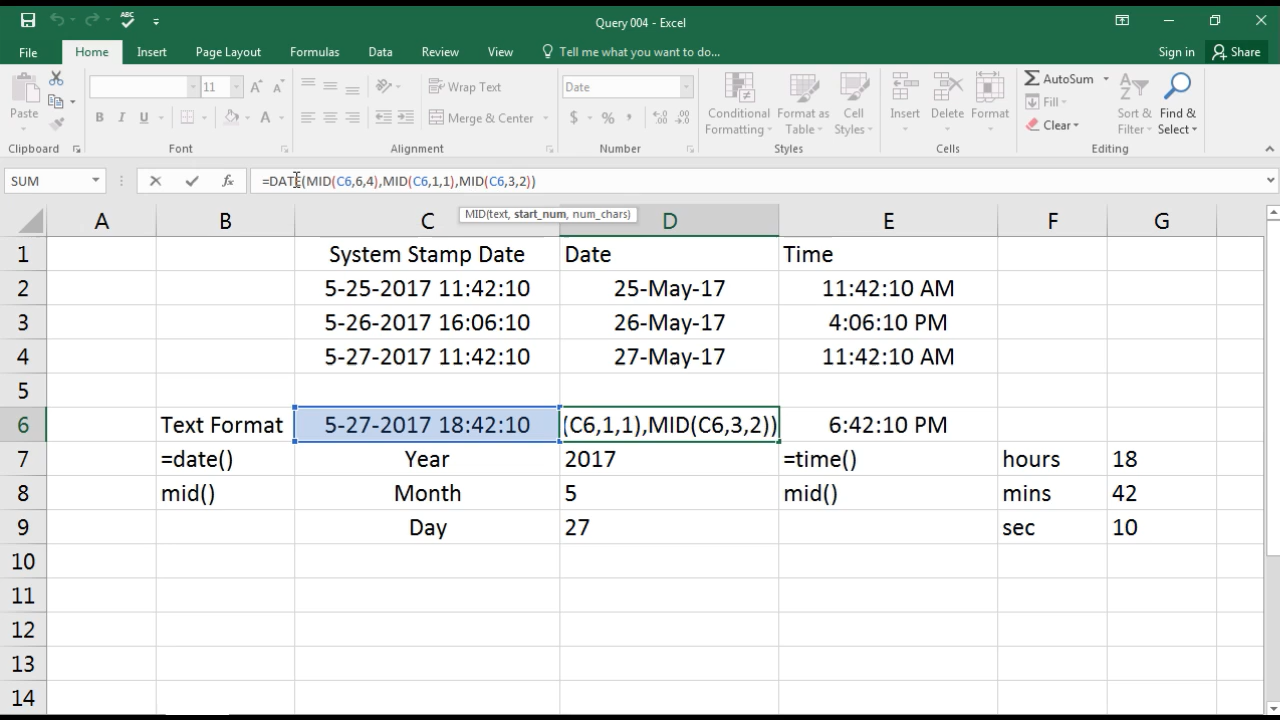 ABC
Query 004 - Excel
File Home Insert Page Layout Formulas Data Review View Tell me what you want to do... Sign in Share
Paste
11 A A
B I U A
Wrap Text
Merge & Center
Date
$ % ,
Conditional Formatting
Format as Table
Cell Styles
Insert
Delete
Format
AutoSum
Fill
Clear
Sort & Filter
Find & Select
Clipboard Font Alignment Number Styles Cells Editing
SUM fx =DATE(MID(C6,6,4),MID(C6,1,1),MID(C6,3,2))
MID(text, start_num, num_chars)
A B C D E F G
1 System Stamp Date Date Time
2 5-25-2017 11:42:10 25-May-17 11:42:10 AM
3 5-26-2017 16:06:10 26-May-17 4:06:10 PM
4 5-27-2017 11:42:10 27-May-17 11:42:10 AM
5
6 Text Format 5-27-2017 18:42:10 (C6,1,1),MID(C6,3,2)) 6:42:10 PM
7 =date() Year 2017 =time() hours 18
8 mid() Month 5 mid() mins 42
9 Day 27 sec 10
10
11
12
13
14